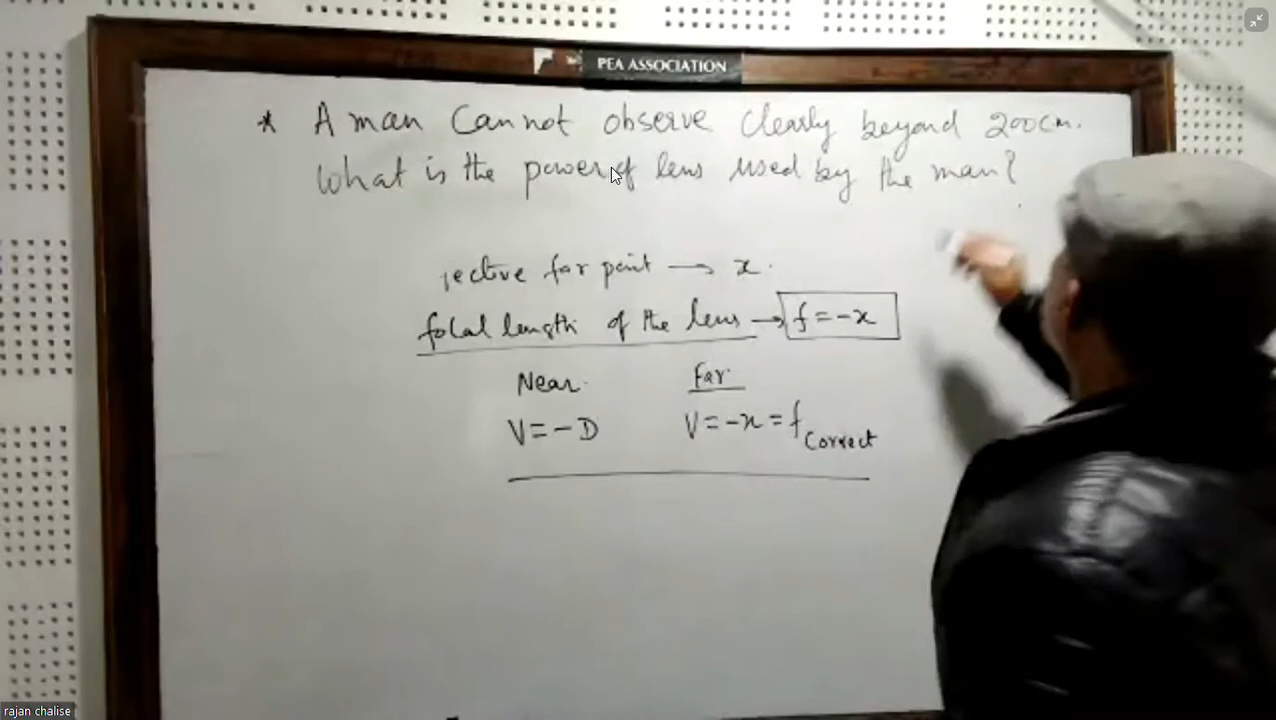 PEA ASSOCIATION
* A man Cannot observe Clearly beyond 200cm.
What is the power of lens used by the man?
far point → x.
focal length of the lens → f = -x
Near. Far.
V = - D V = -x = f correct
rajan chalise